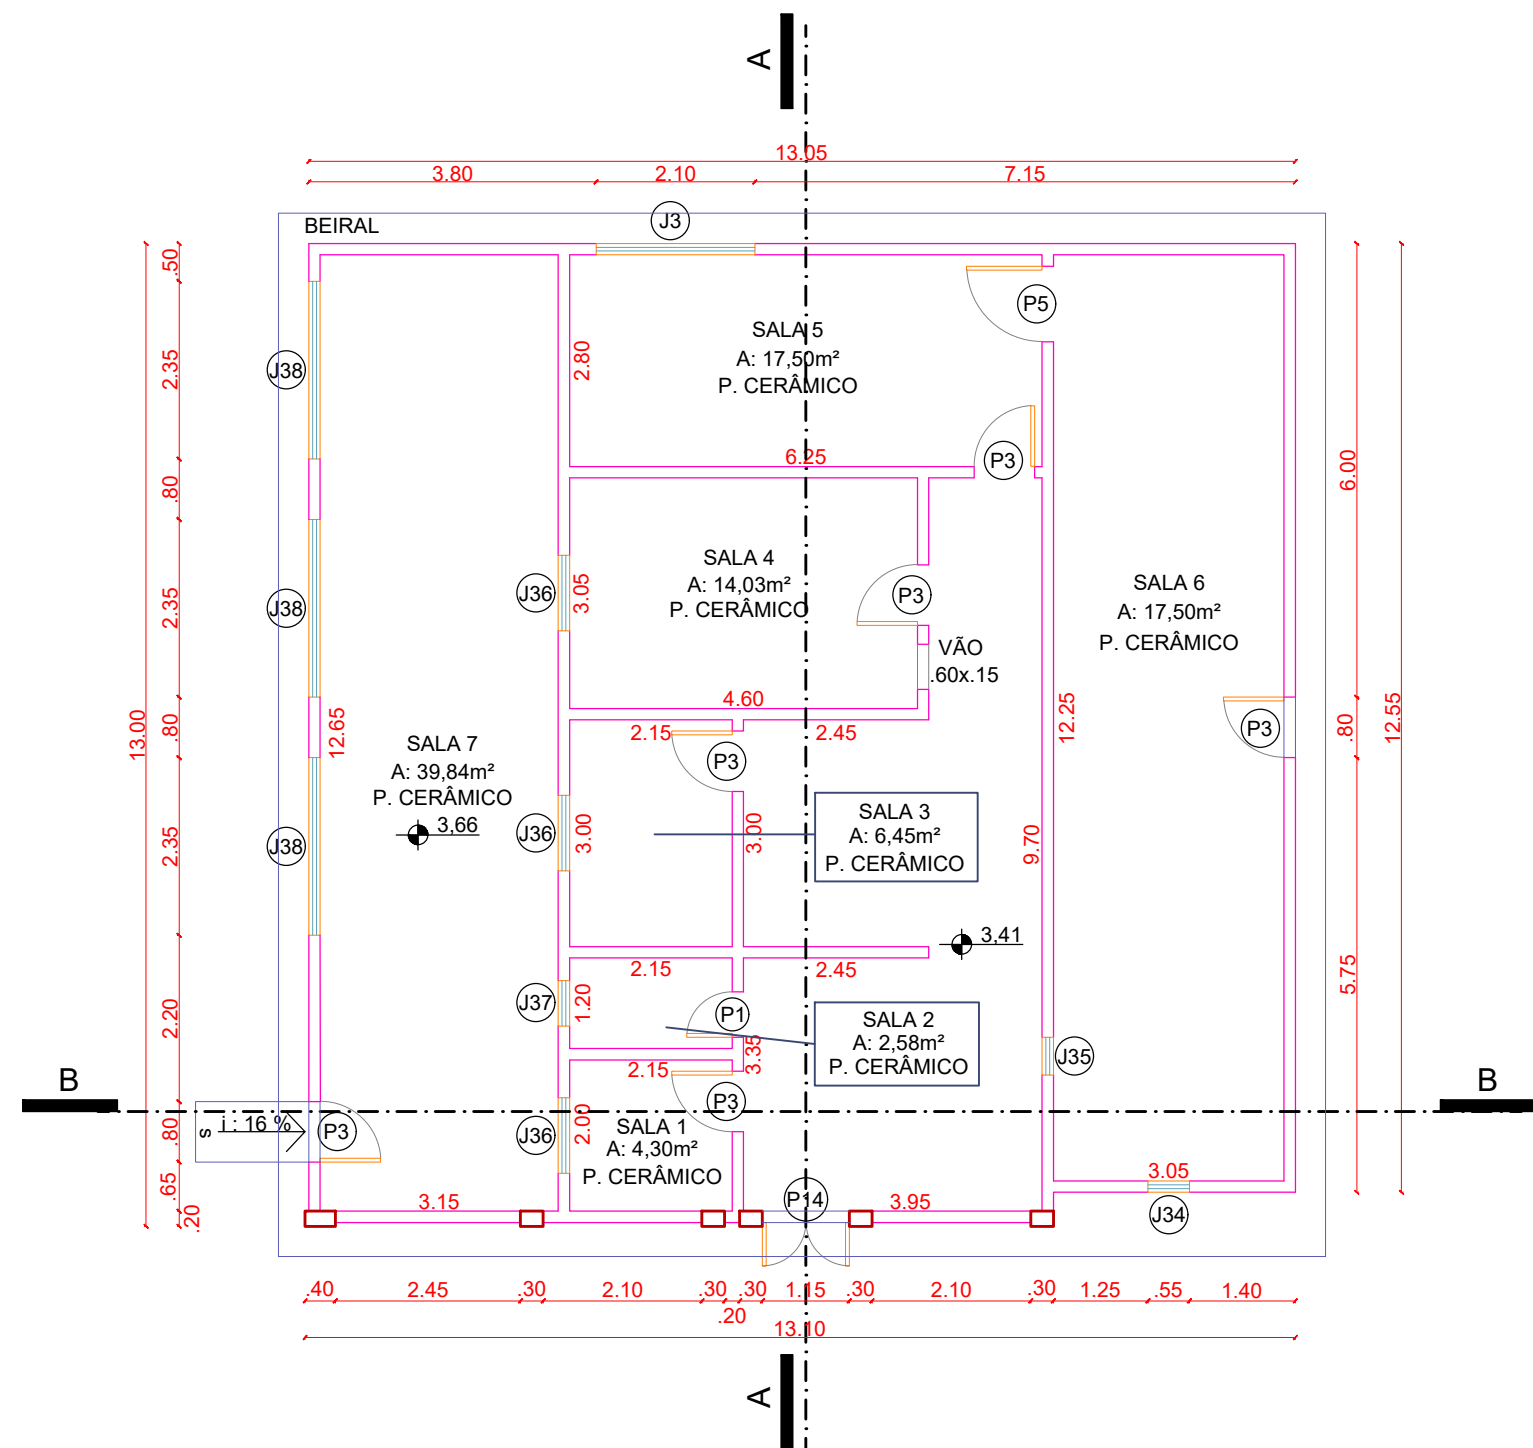 A
13.05
3.80
2.10
7.15
J3
BEIRAL
.50
2.35
.80
2.35
.80
2.35
2.20
.80
.65
.20
13.00
12.65
J38
J38
J38
SALA 5
A: 17,50m²
P. CERÂMICO
2.80
6.25
P5
P3
6.00
.80
5.75
12.55
SALA 4
A: 14,03m²
P. CERÂMICO
J36
3.05
P3
4.60
VÃO
.60x.15
SALA 6
A: 17,50m²
P. CERÂMICO
12.25
P3
SALA 7
A: 39,84m²
P. CERÂMICO
3,66
2.15
2.45
P3
J36
3.00
3.00
SALA 3
A: 6,45m²
P. CERÂMICO
9.70
3,41
2.15
2.45
J37
1.20
P1
SALA 2
A: 2,58m²
P. CERÂMICO
3.35
J35
2.15
B
B
s
i : 16 %
P3
J36
2.00
P3
SALA 1
A: 4,30m²
P. CERÂMICO
3.15
P14
3.95
3.05
J34
.40
2.45
.30
2.10
.30
.20
.30
1.15
.30
2.10
.30
1.25
.55
1.40
13.10
A